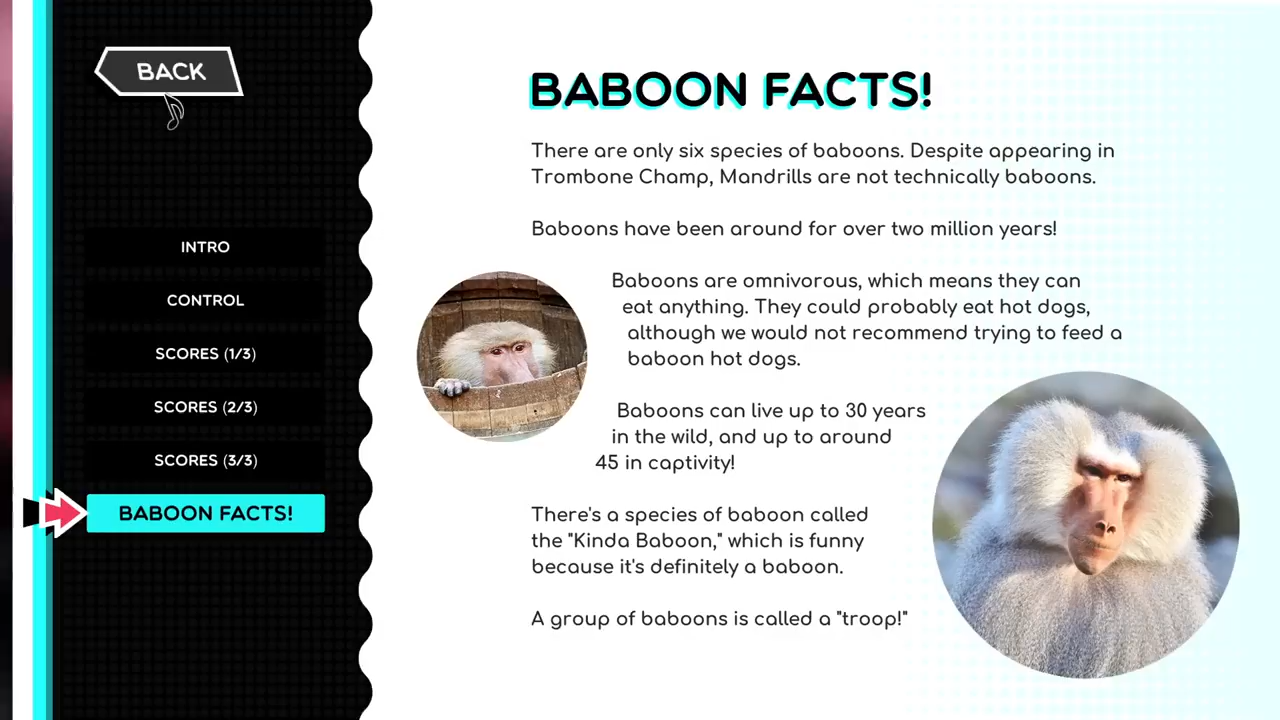 BACK
INTRO
CONTROL
SCORES (1/3)
SCORES (2/3)
SCORES (3/3)
BABOON FACTS!
BABOON FACTS!
There are only six species of baboons. Despite appearing in
Trombone Champ, Mandrills are not technically baboons.
Baboons have been around for over two million years!
Baboons are omnivorous, which means they can
eat anything. They could probably eat hot dogs,
although we would not recommend trying to feed a
baboon hot dogs.
Baboons can live up to 30 years
in the wild, and up to around
45 in captivity!
There's a species of baboon called
the "Kinda Baboon," which is funny
because it's definitely a baboon.
A group of baboons is called a "troop!"